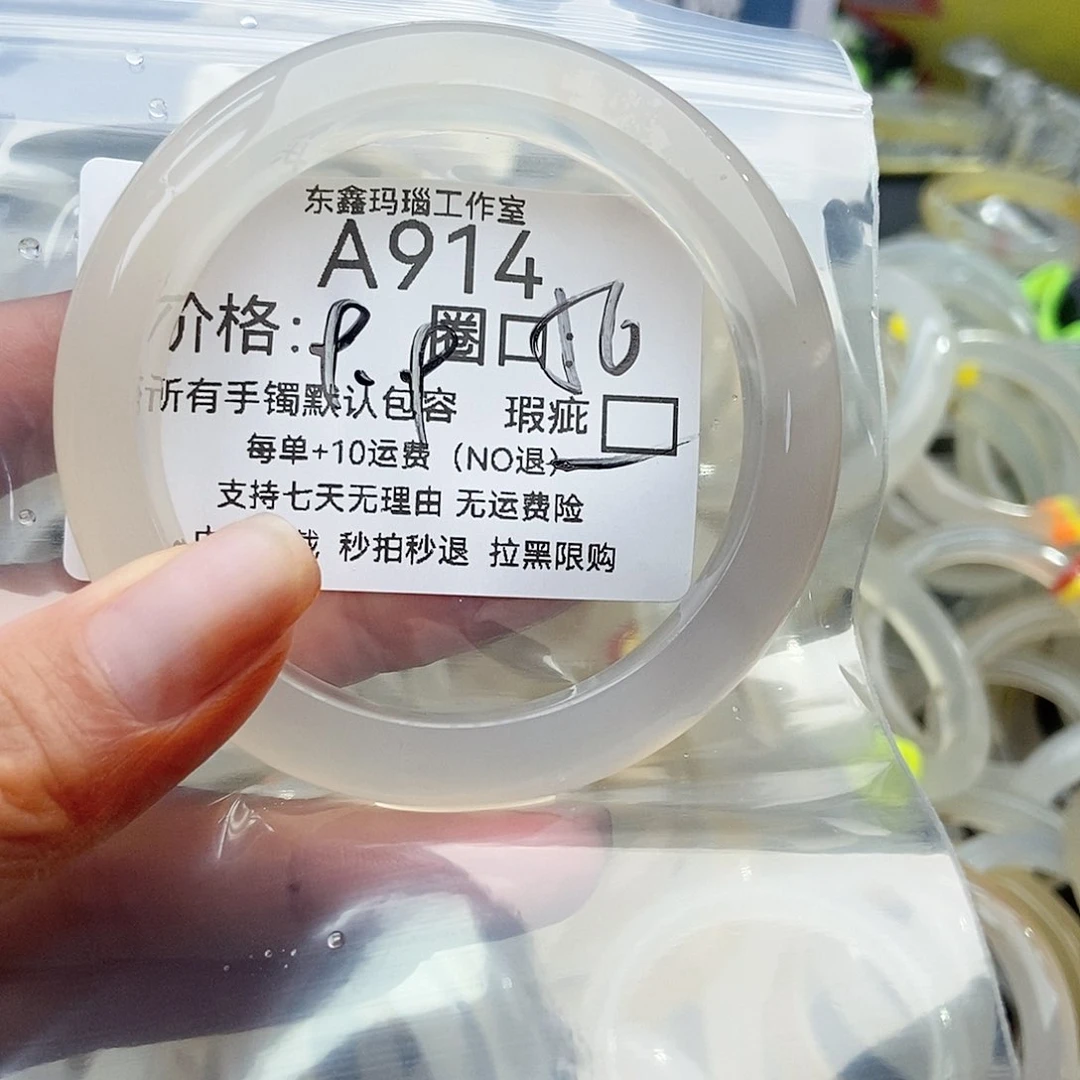 东鑫玛瑙工作室
A914
价格: 圈口 56
所有手镯默认包容 瑕疵
每单+10运费（NO退）
支持七天无理由 无运费险
秒拍秒退 拉黑限购